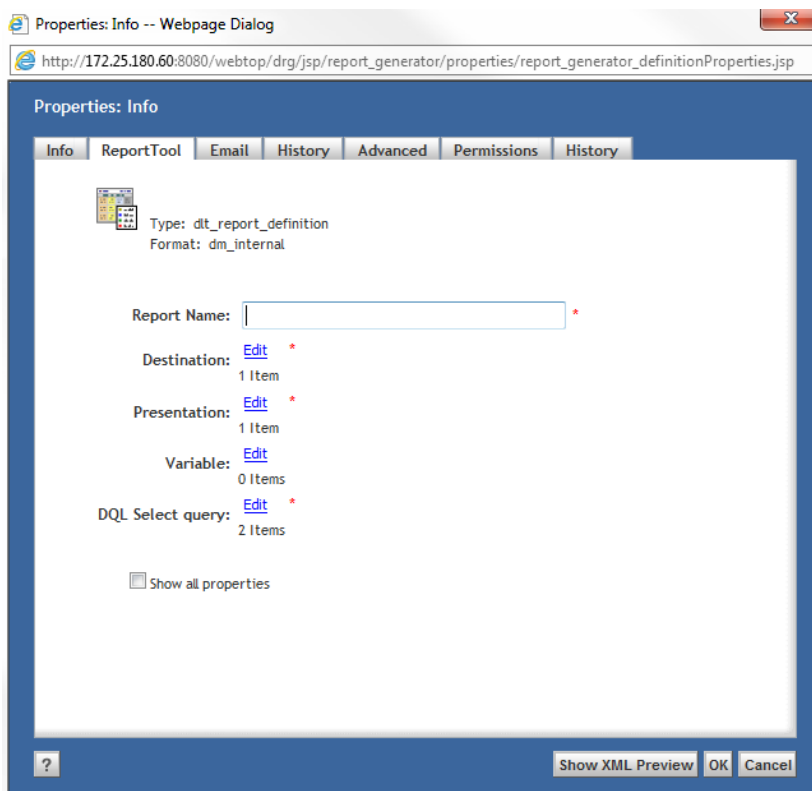 Properties: Info -- Webpage Dialog
http://172.25.180.60:8080/webtop/drg/jsp/report_generator/properties/report_generator_definitionProperties.jsp
Properties: Info
Info ReportTool Email History Advanced Permissions History
Type: dlt_report_definition
Format: dm_internal
Report Name: *
Destination: Edit *
1 Item
Presentation: Edit *
1 Item
Variable: Edit
0 Items
DQL Select query: Edit *
2 Items
Show all properties
? Show XML Preview OK Cancel